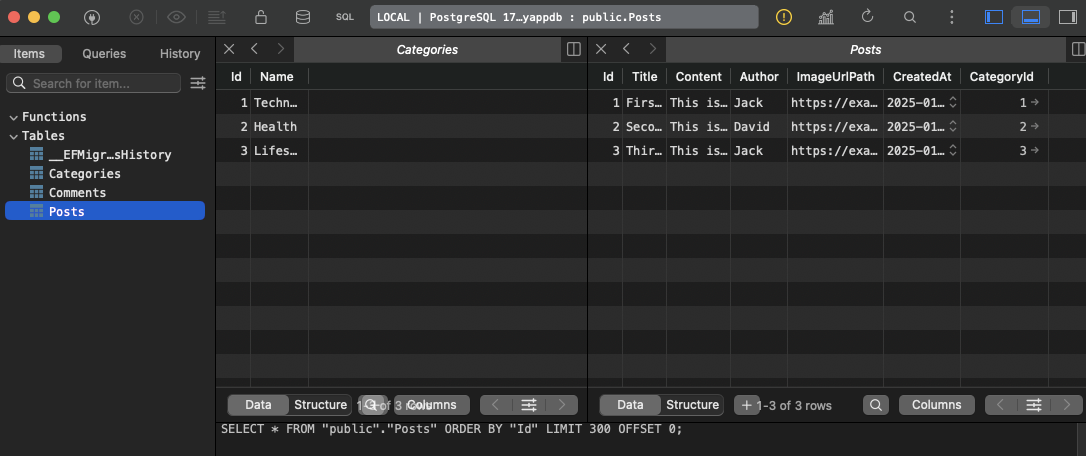 SQL LOCAL | PostgreSQL 17…yappdb : public.Posts
Items Queries History
Search for item...
Functions
Tables
__EFMigr…sHistory
Categories
Comments
Posts
Categories
Id Name
1 Techn…
2 Health
3 Lifes…
Data Structure 1-3 of 3 rows Columns
Posts
Id Title Content Author ImageUrlPath CreatedAt CategoryId
1 Firs… This is… Jack https://exa… 2025-01… 1
2 Seco… This is… David https://exa… 2025-01… 2
3 Thir… This is… Jack https://exa… 2025-01… 3
Data Structure 1-3 of 3 rows Columns
SELECT * FROM "public"."Posts" ORDER BY "Id" LIMIT 300 OFFSET 0;